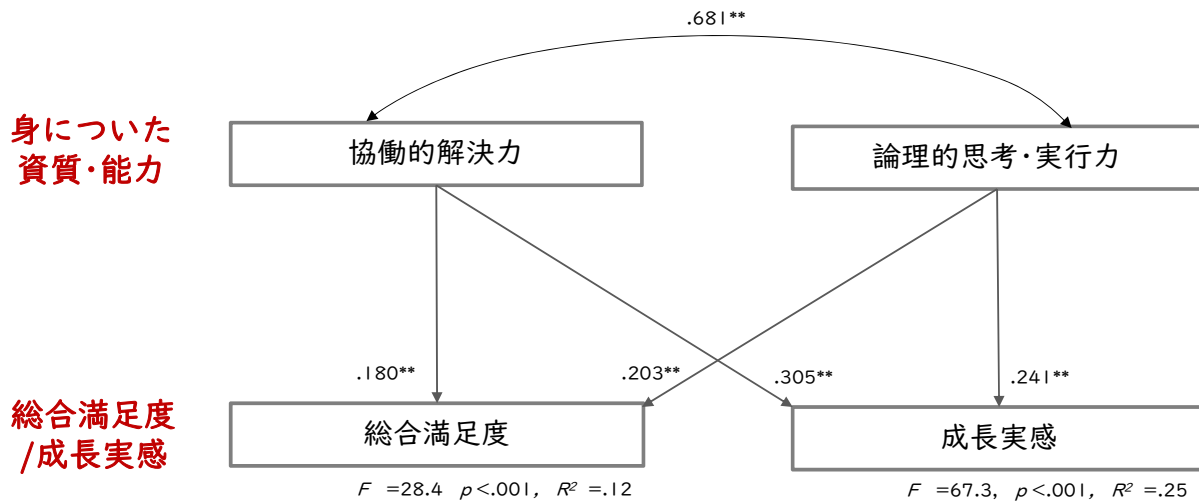 .681**
身についた
資質・能力
協働的解決力
論理的思考・実行力
.180**
.203**
.305**
.241**
総合満足度
/成長実感
総合満足度
成長実感
F =28.4 p<.001, R² =.12
F =67.3, p<.001, R² =.25